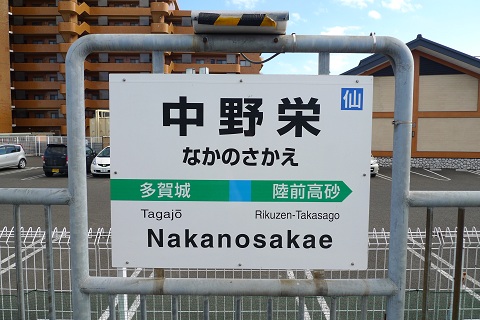 中野栄
仙
なかのさかえ
多賀城 陸前高砂
Tagajō Rikuzen-Takasago
Nakanosakae